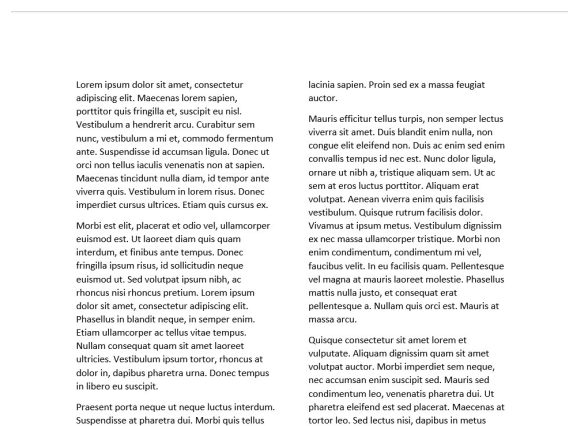 Lorem ipsum dolor sit amet, consectetur
adipiscing elit. Maecenas lorem sapien,
porttitor quis fringilla et, suscipit eu nisl.
Vestibulum a hendrerit arcu. Curabitur sem
nunc, vestibulum a mi et, commodo fermentum
ante. Suspendisse id accumsan ligula. Donec ut
orci non tellus iaculis venenatis non at sapien.
Maecenas tincidunt nulla diam, id tempor ante
viverra quis. Vestibulum in lorem risus. Donec
imperdiet cursus ultrices. Etiam quis cursus ex.
Morbi est elit, placerat et odio vel, ullamcorper
euismod est. Ut laoreet diam quis quam
interdum, et finibus ante tempus. Donec
fringilla ipsum risus, id sollicitudin neque
euismod ut. Sed volutpat ipsum nibh, ac
rhoncus nisi rhoncus pretium. Lorem ipsum
dolor sit amet, consectetur adipiscing elit.
Phasellus in blandit neque, in semper enim.
Etiam ullamcorper ac tellus vitae tempus.
Nullam consequat quam sit amet laoreet
ultricies. Vestibulum ipsum tortor, rhoncus at
dolor in, dapibus pharetra urna. Donec tempus
in libero eu suscipit.
Praesent porta neque ut neque luctus interdum.
Suspendisse at pharetra dui. Morbi quis tellus
lacinia sapien. Proin sed ex a massa feugiat
auctor.
Mauris efficitur tellus turpis, non semper lectus
viverra sit amet. Duis blandit enim nulla, non
congue elit eleifend non. Duis ac enim sed enim
convallis tempus id nec est. Nunc dolor ligula,
ornare ut nibh a, tristique aliquam sem. Ut ac
sem at eros luctus porttitor. Aliquam erat
volutpat. Aenean viverra enim quis facilisis
vestibulum. Quisque rutrum facilisis dolor.
Vivamus at ipsum metus. Vestibulum dignissim
ex nec massa ullamcorper tristique. Morbi non
enim condimentum, condimentum mi vel,
faucibus velit. In eu facilisis quam. Pellentesque
vel magna at mauris laoreet molestie. Phasellus
mattis nulla justo, et consequat erat
pellentesque a. Nullam quis orci est. Mauris at
massa arcu.
Quisque consectetur sit amet lorem et
vulputate. Aliquam dignissim quam sit amet
volutpat auctor. Morbi imperdiet sem neque,
nec accumsan enim suscipit sed. Mauris sed
condimentum leo, venenatis pharetra dui. Ut
pharetra eleifend est sed placerat. Maecenas at
tortor leo. Sed lectus nisi, dapibus in metus